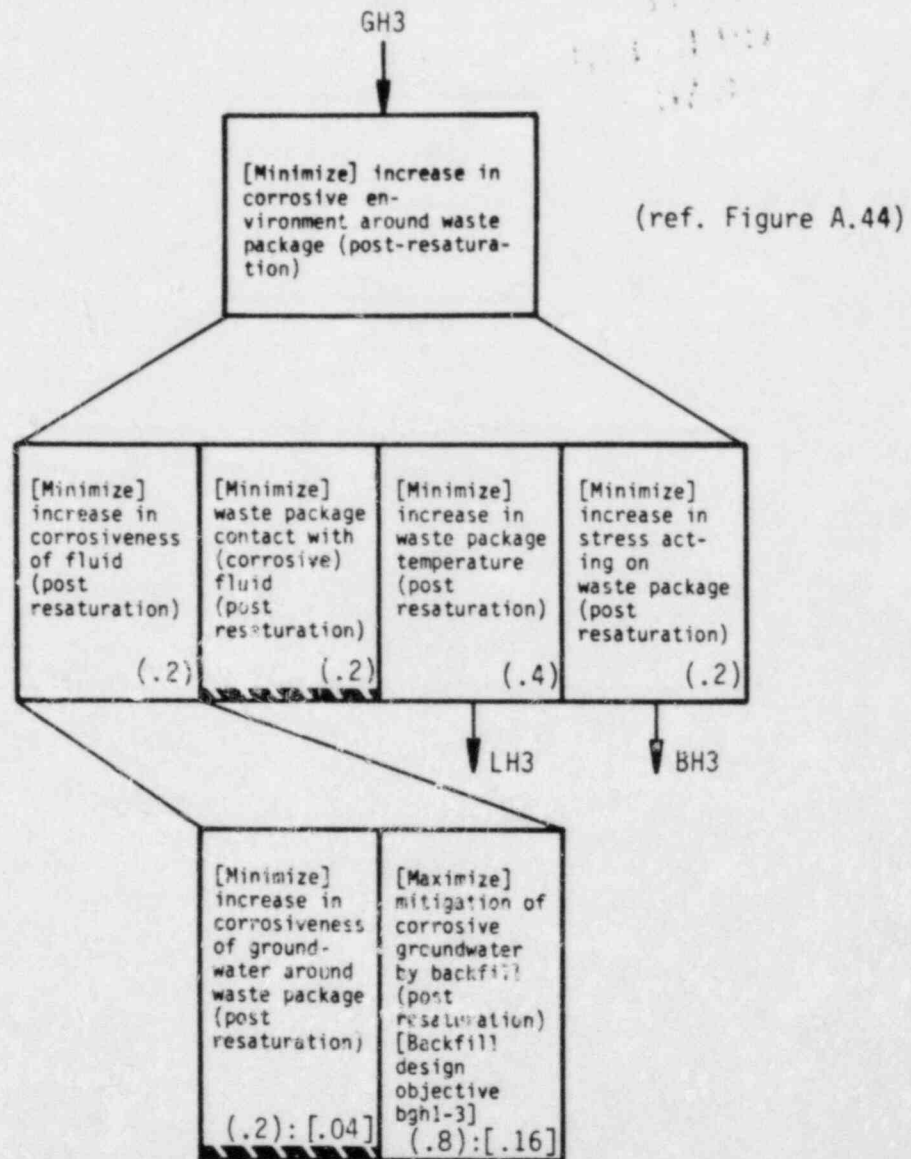 GH3
[Minimize] increase in
corrosive en-
vironment around waste
package (post-resatura-
tion)
(ref. Figure A.44)
[Minimize]
increase in
corrosiveness
of fluid
(post
resaturation)
(.2)
[Minimize]
waste package
contact with
(corrosive)
fluid
(post
resaturation)
(.2)
[Minimize]
increase in
waste package
temperature
(post
resaturation)
(.4)
[Minimize]
increase in
stress act-
ing on
waste package
(post
resaturation)
(.2)
LH3
BH3
[Minimize]
increase in
corrosiveness
of ground-
water around
waste package
(post
resaturation)
(.2):[.04]
[Maximize]
mitigation of
corrosive
groundwater
by backfill
(post
resaturation)
[Backfill
design
objective
bgh1-3]
(.8):[.16]